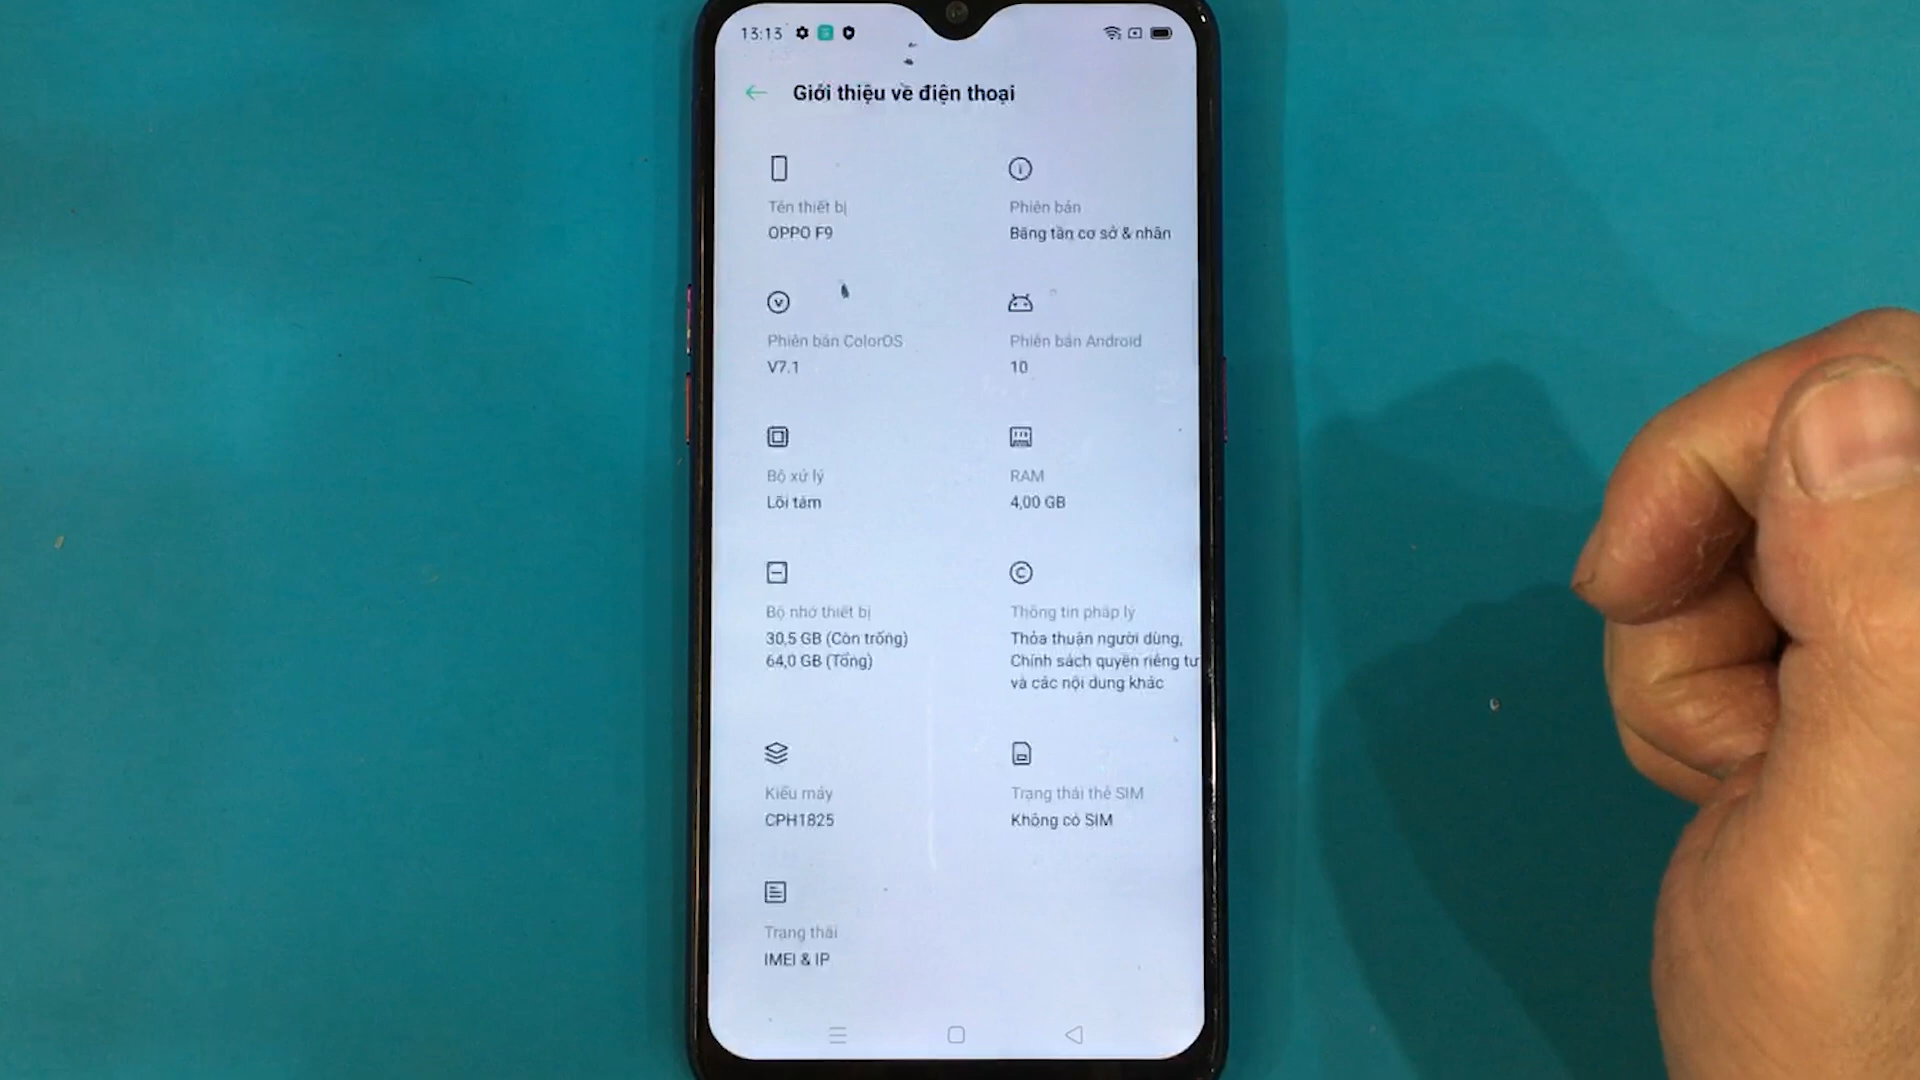 13:13
Giới thiệu về điện thoại
Tên thiết bị
OPPO F9
Phiên bản
Băng tần cơ sở & nhân
Phiên bản ColorOS
V7.1
Phiên bản Android
10
Bộ xử lý
Lõi tám
RAM
4,00 GB
Bộ nhớ thiết bị
30,5 GB (Còn trống)
64,0 GB (Tổng)
Thông tin pháp lý
Thỏa thuận người dùng,
Chính sách quyền riêng tư
và các nội dung khác
Kiểu máy
CPH1825
Trạng thái thẻ SIM
Không có SIM
Trạng thái
IMEI & IP